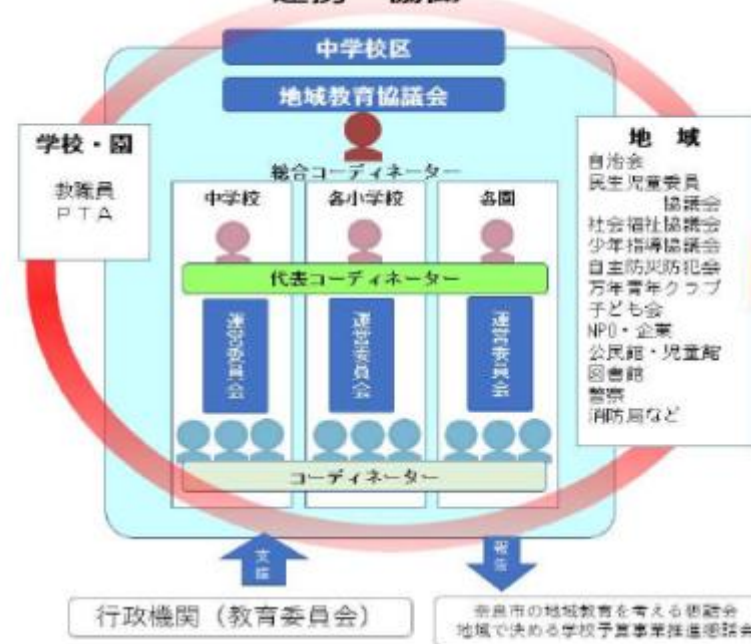 連携・協働
中学校区
地域教育協議会
学校・園
教職員
PTA
総合コーディネーター
中学校
各小学校
各園
代表コーディネーター
運営委員会
運営委員会
運営委員会
コーディネーター
地 域
自治会
民生児童委員
協議会
社会福祉協議会
少年指導協議会
自主防災防犯会
万年青年クラブ
子ども会
NPO・企業
公民館・児童館
図書館
警察
消防局など
支援
報告
行政機関（教育委員会）
奈良市の地域教育を考える懇話会
地域で決める学校予算事業推進懇話会